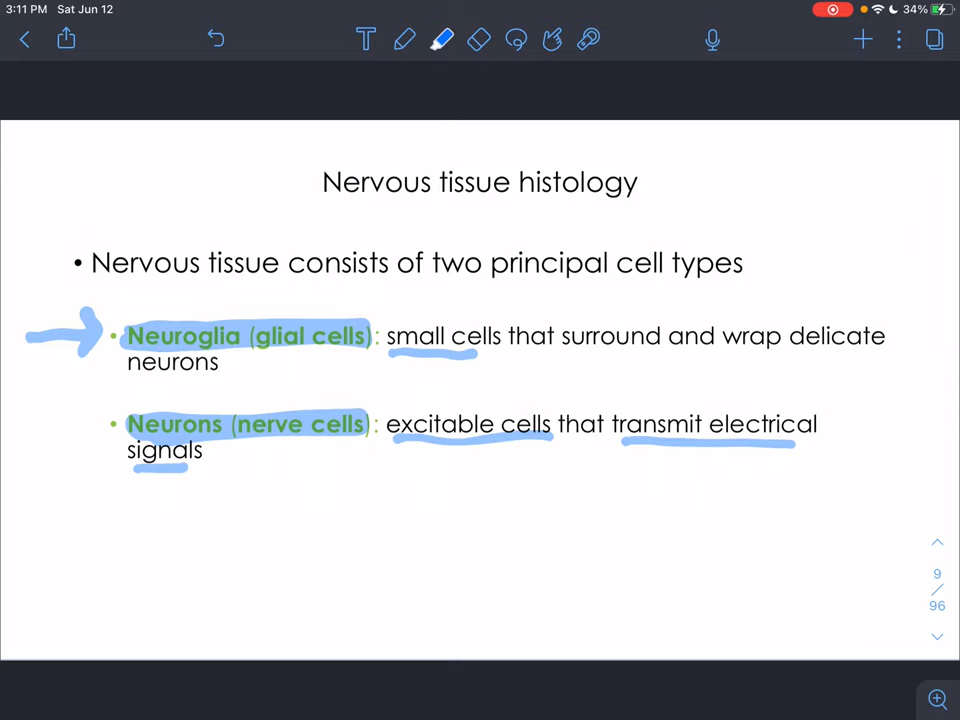 3:11 PM Sat Jun 12
34%
T
Nervous tissue histology
• Nervous tissue consists of two principal cell types
• Neuroglia (glial cells): small cells that surround and wrap delicate
neurons
• Neurons (nerve cells): excitable cells that transmit electrical
signals
9
/
96